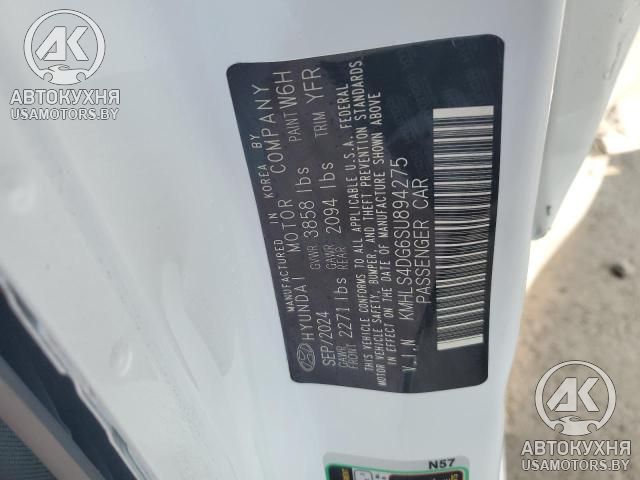 AK
АВТОКУХНЯ
USAMOTORS.BY
MANUFACTURED IN KOREA BY
HYUNDAI MOTOR COMPANY
SEP/2024 GVWR 3858 lbs PAINT W6H
GAWR FRONT 2271 lbs GAWR REAR 2094 lbs TRIM YFR
THIS VEHICLE CONFORMS TO ALL APPLICABLE U.S.A. FEDERAL
MOTOR VEHICLE SAFETY, BUMPER, AND THEFT PREVENTION STANDARDS
IN EFFECT ON THE DATE OF MANUFACTURE SHOWN ABOVE
V.I.N KMHLS4DG6SU894275
PASSENGER CAR
N57
AK
АВТОКУХНЯ
USAMOTORS.BY